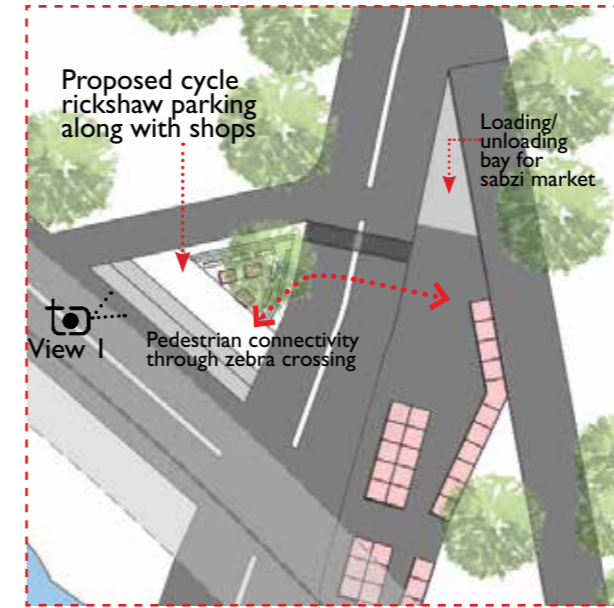 Proposed cycle
rickshaw parking
along with shops
Loading/
unloading
bay for
sabzi market
View 1
Pedestrian connectivity
through zebra crossing